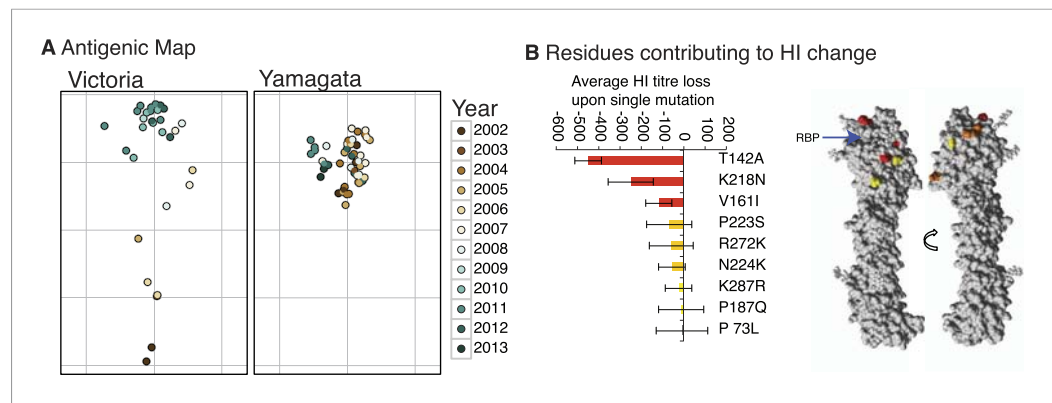 A Antigenic Map
Victoria
Yamagata
Year
2002
2003
2004
2005
2006
2007
2008
2009
2010
2011
2012
2013
B Residues contributing to HI change
Average HI titre loss
upon single mutation
-600 -500 -400 -300 -200 -100 0 100 200
T142A
K218N
V161I
P223S
R272K
N224K
K287R
P187Q
P 73L
RBP